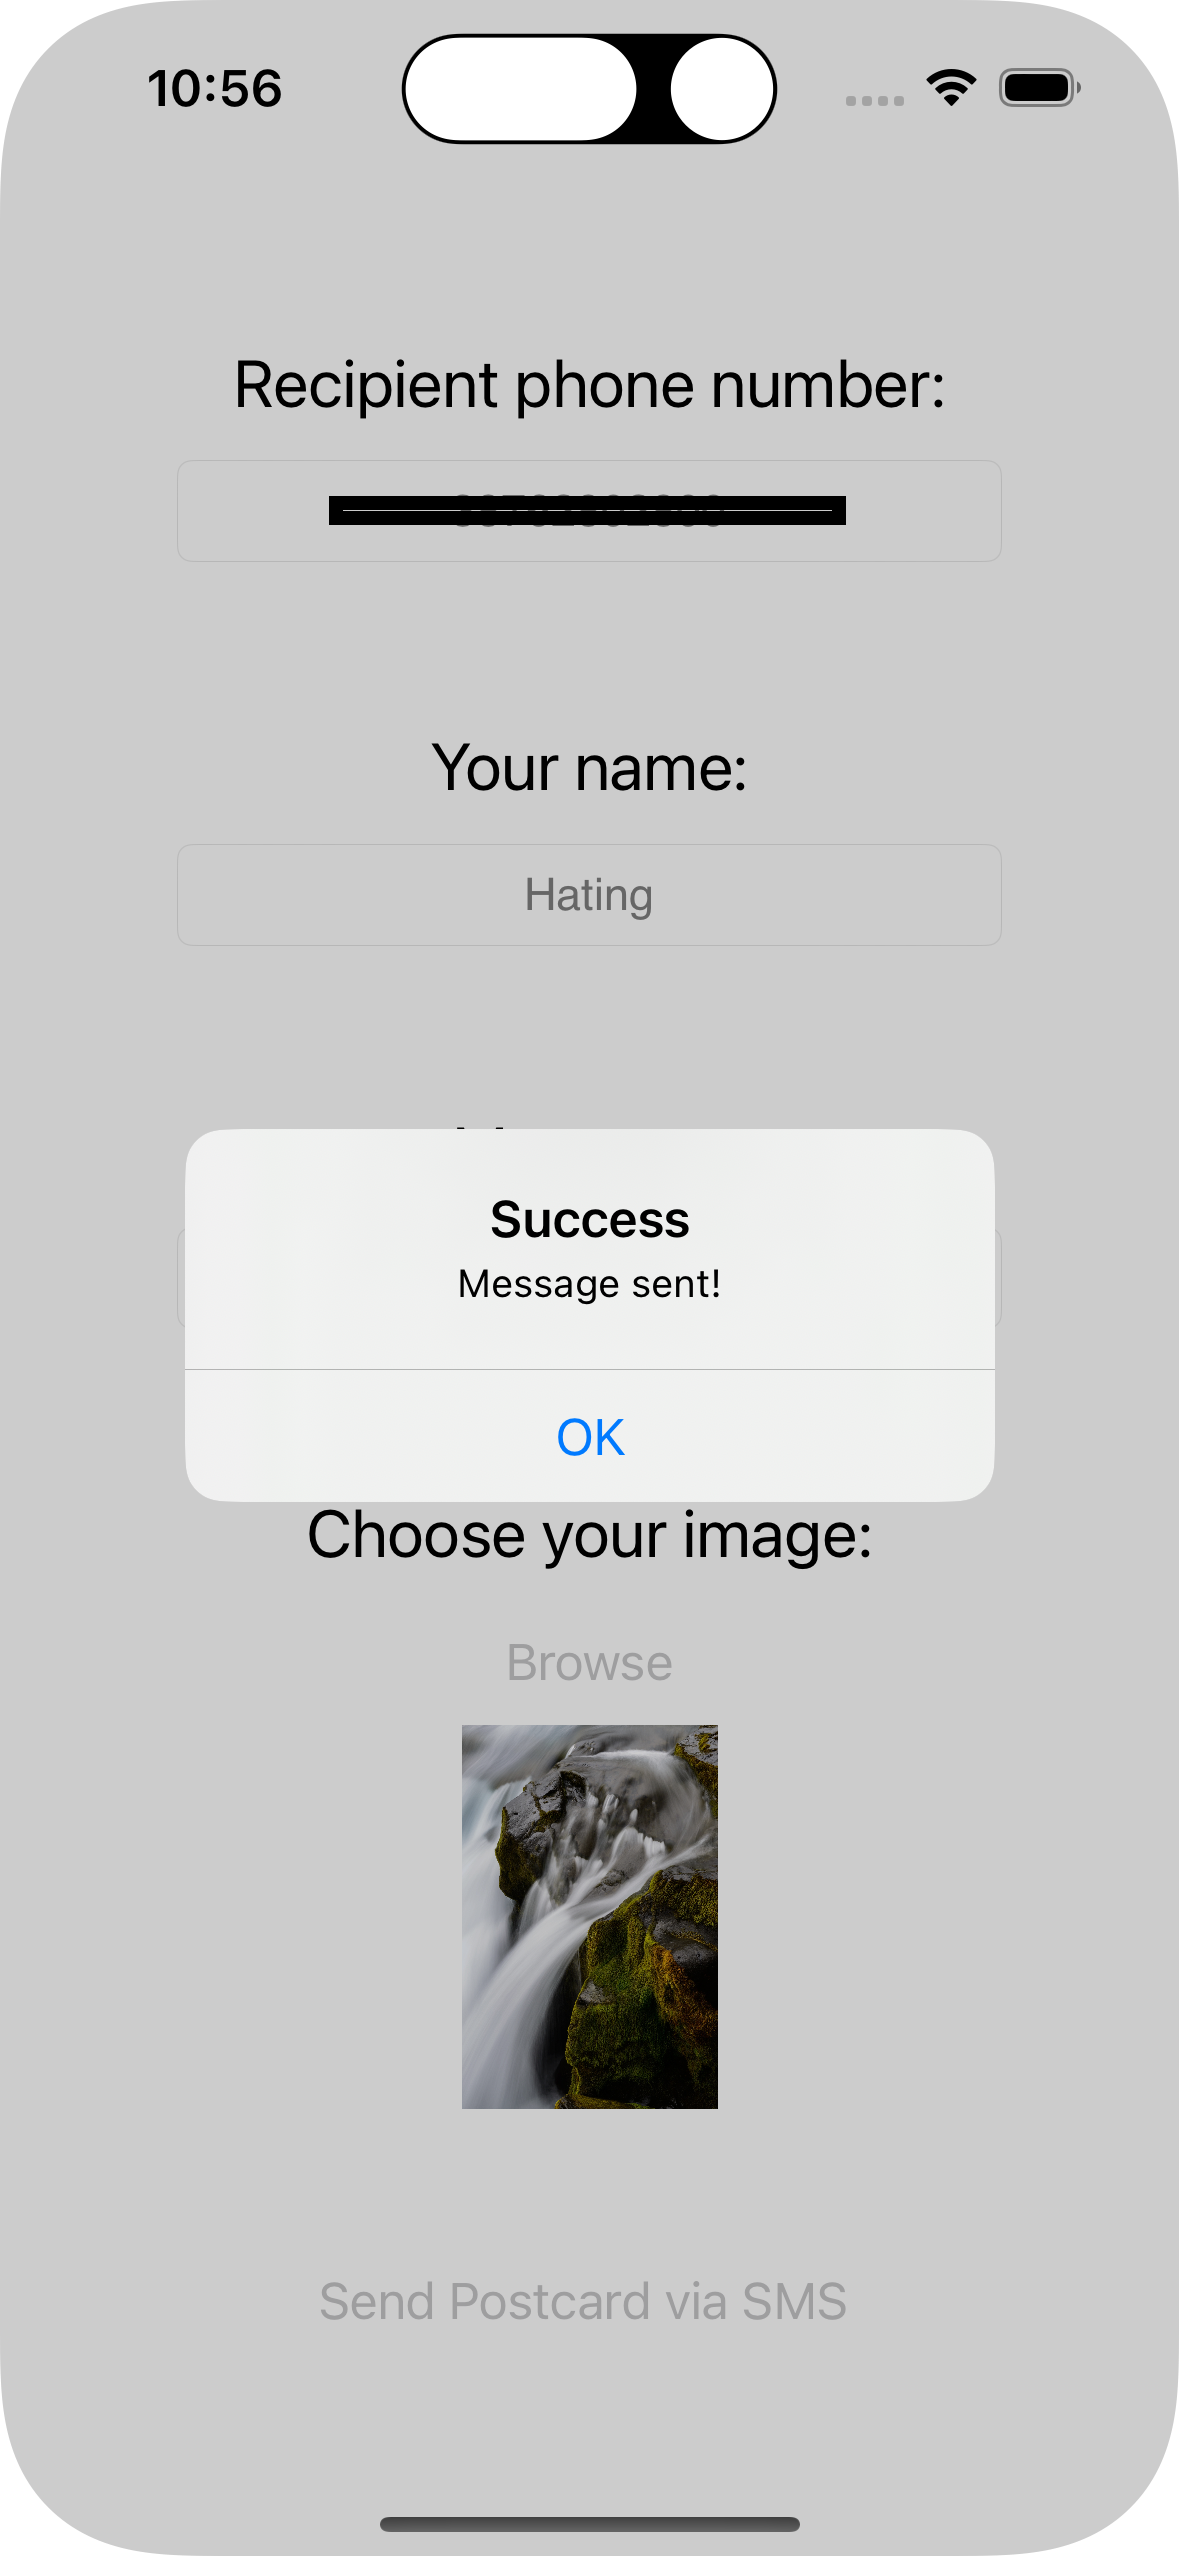 10:56
Recipient phone number:
Your name:
Hating
Success
Message sent!
OK
Choose your image:
Browse
Send Postcard via SMS